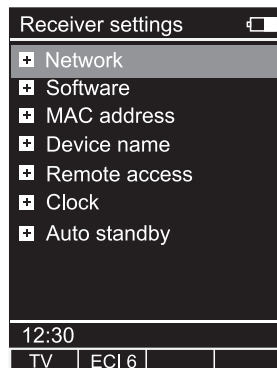 Receiver settings
Network
Software
MAC address
Device name
Remote access
Clock
Auto standby
12:30
TV ECI 6